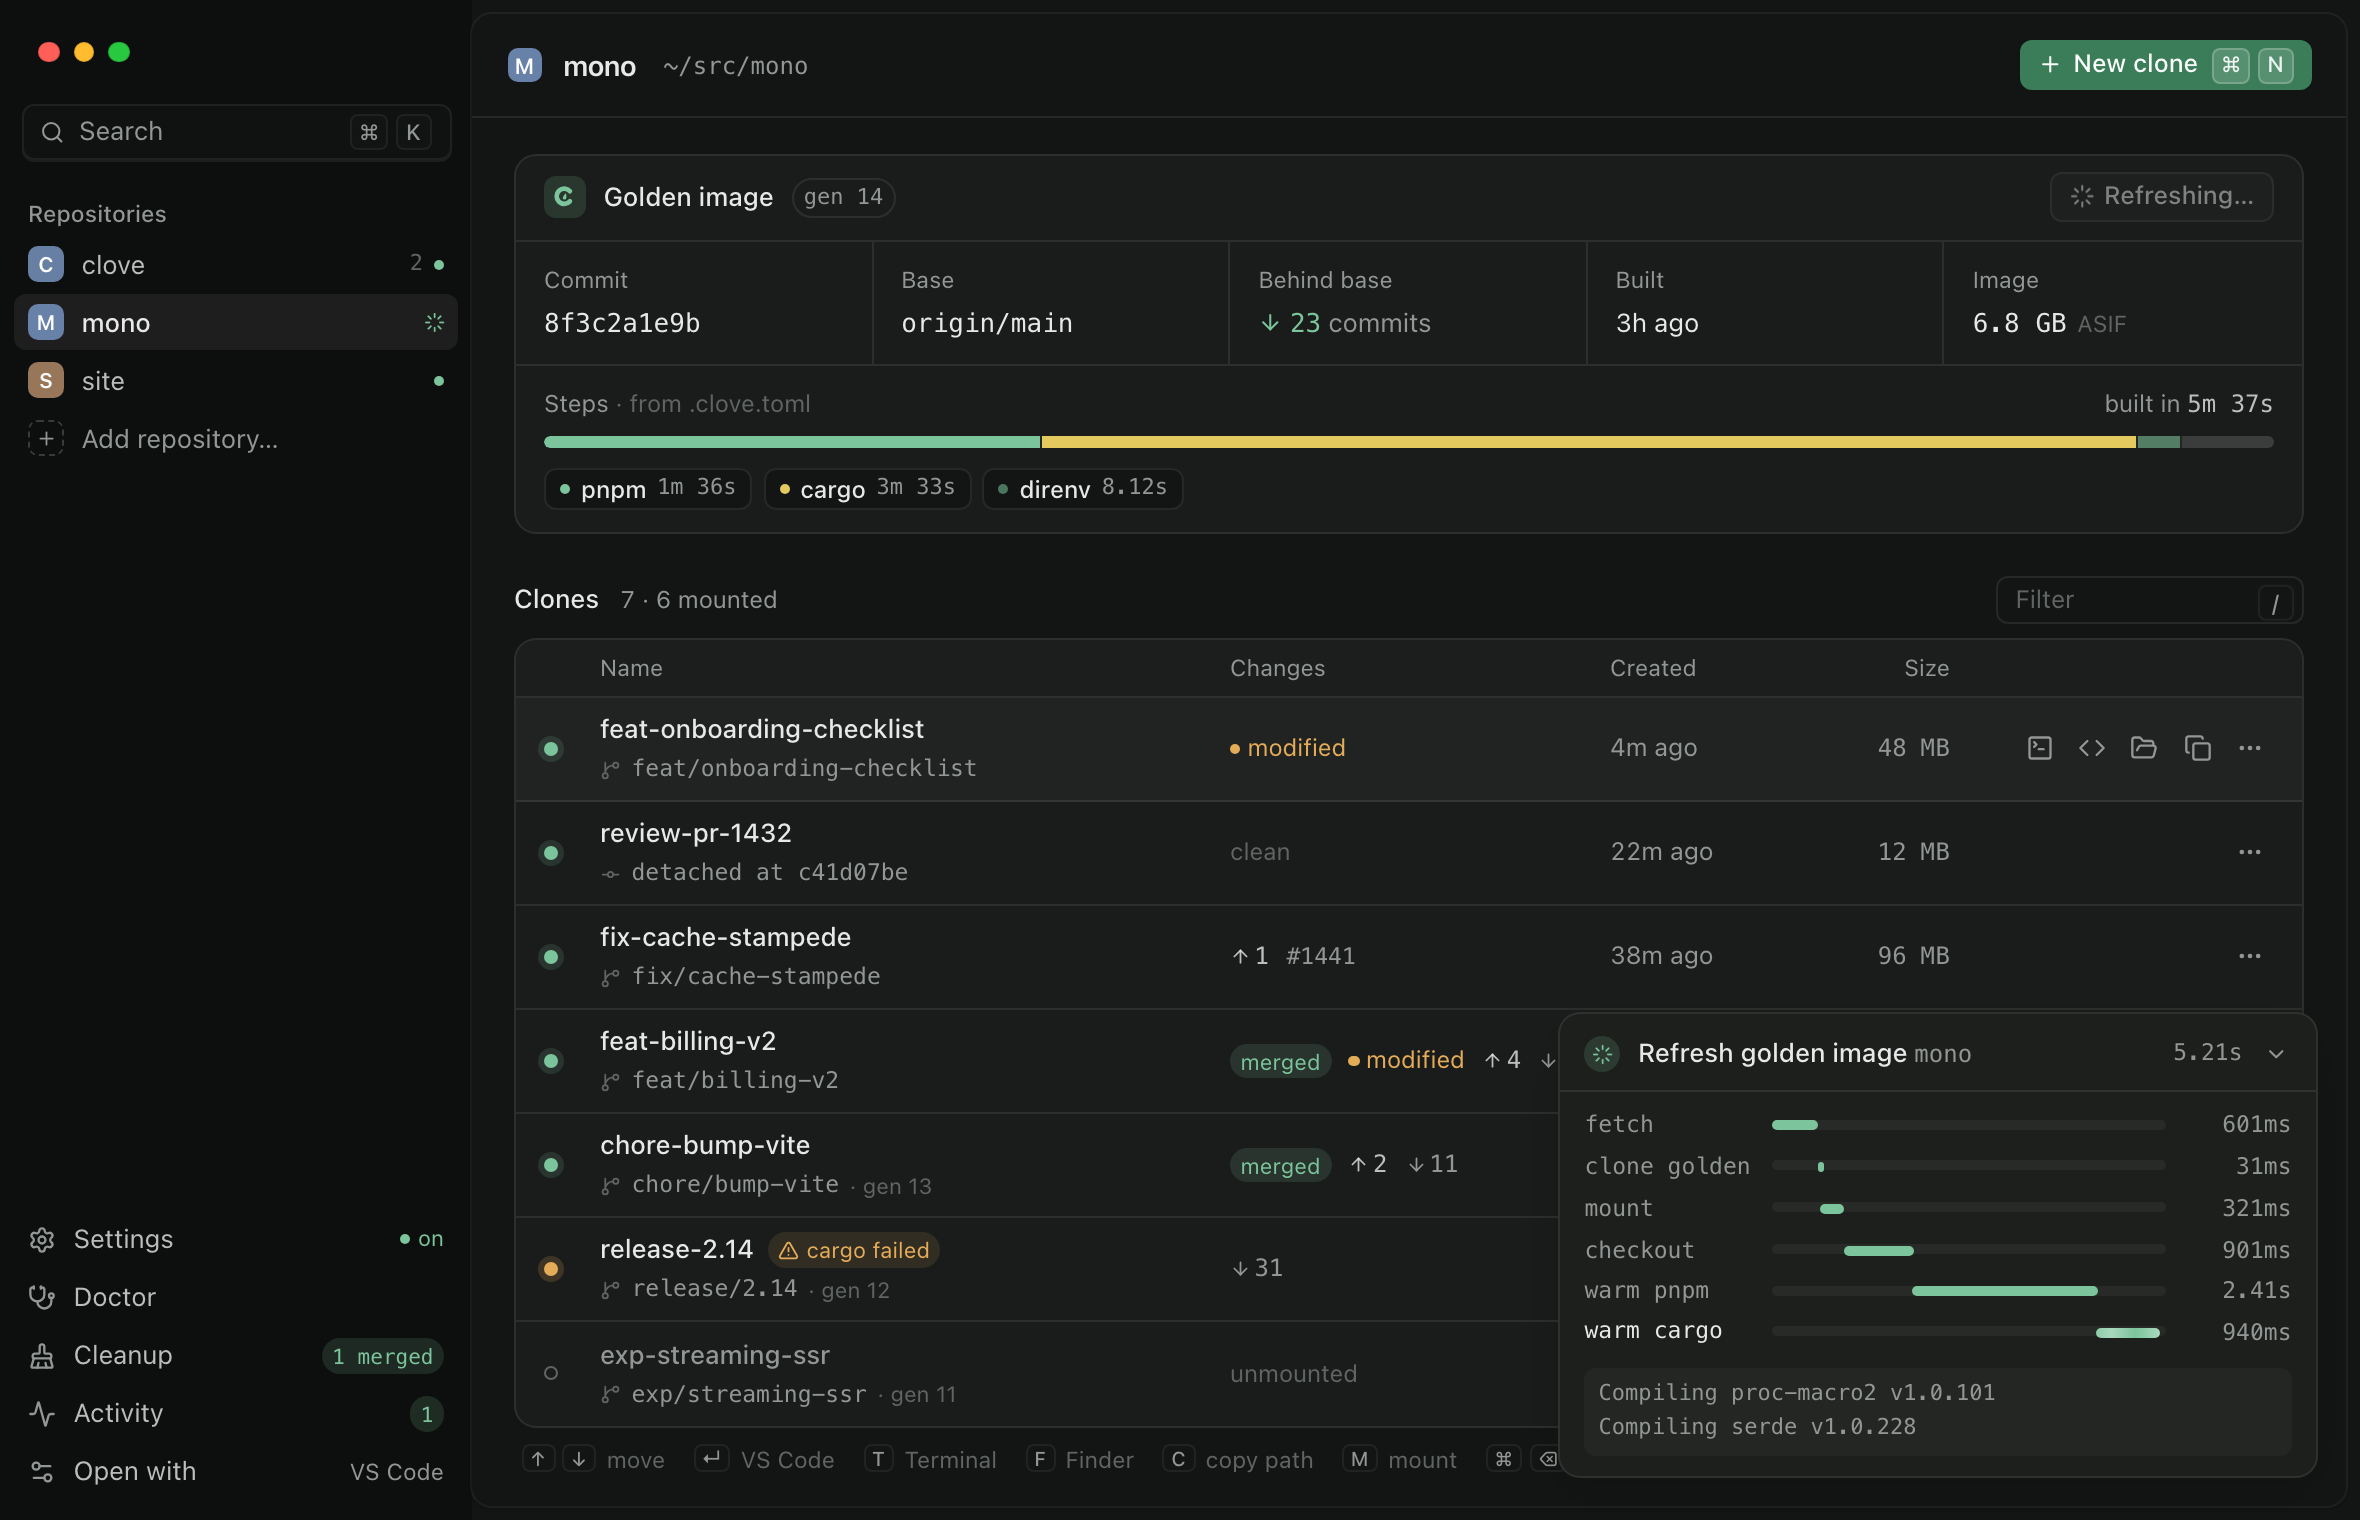 Search ⌘ K
Repositories
C clove 2
M mono
S site
Add repository...
Settings on
Doctor
Cleanup 1 merged
Activity 1
Open with VS Code
M mono ~/src/mono
+ New clone ⌘ N
Golden image gen 14
Refreshing...
Commit
8f3c2a1e9b
Base
origin/main
Behind base
↓ 23 commits
Built
3h ago
Image
6.8 GB ASIF
Steps · from .clove.toml
built in 5m 37s
pnpm 1m 36s
cargo 3m 33s
direnv 8.12s
Clones 7 · 6 mounted
Filter /
Name Changes Created Size
feat-onboarding-checklist
feat/onboarding-checklist
modified 4m ago 48 MB
review-pr-1432
detached at c41d07be
clean 22m ago 12 MB
fix-cache-stampede
fix/cache-stampede
↑ 1 #1441 38m ago 96 MB
feat-billing-v2
feat/billing-v2
merged modified ↑ 4 ↓
chore-bump-vite
chore/bump-vite · gen 13
merged ↑ 2 ↓ 11
release-2.14 cargo failed
release/2.14 · gen 12
↓ 31
exp-streaming-ssr
exp/streaming-ssr · gen 11
unmounted
↑ ↓ move ↵ VS Code T Terminal F Finder C copy path M mount ⌘ ⌫
Refresh golden image mono 5.21s
fetch 601ms
clone golden 31ms
mount 321ms
checkout 901ms
warm pnpm 2.41s
warm cargo 940ms
Compiling proc-macro2 v1.0.101
Compiling serde v1.0.228